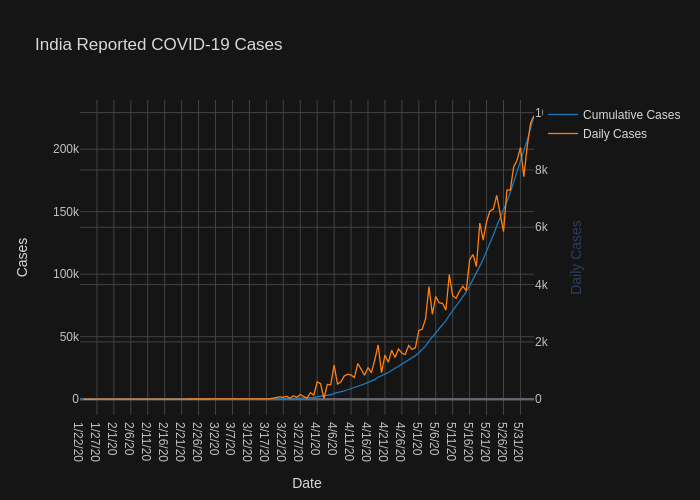 India Reported COVID-19 Cases
Cumulative Cases
Daily Cases
Cases
200k
150k
100k
50k
0
8k
6k
4k
2k
0
Daily Cases
1/22/20
1/27/20
2/1/20
2/6/20
2/11/20
2/16/20
2/21/20
2/26/20
3/2/20
3/7/20
3/12/20
3/17/20
3/22/20
3/27/20
4/1/20
4/6/20
4/11/20
4/16/20
4/21/20
4/26/20
5/1/20
5/6/20
5/11/20
5/16/20
5/21/20
5/26/20
5/31/20
Date